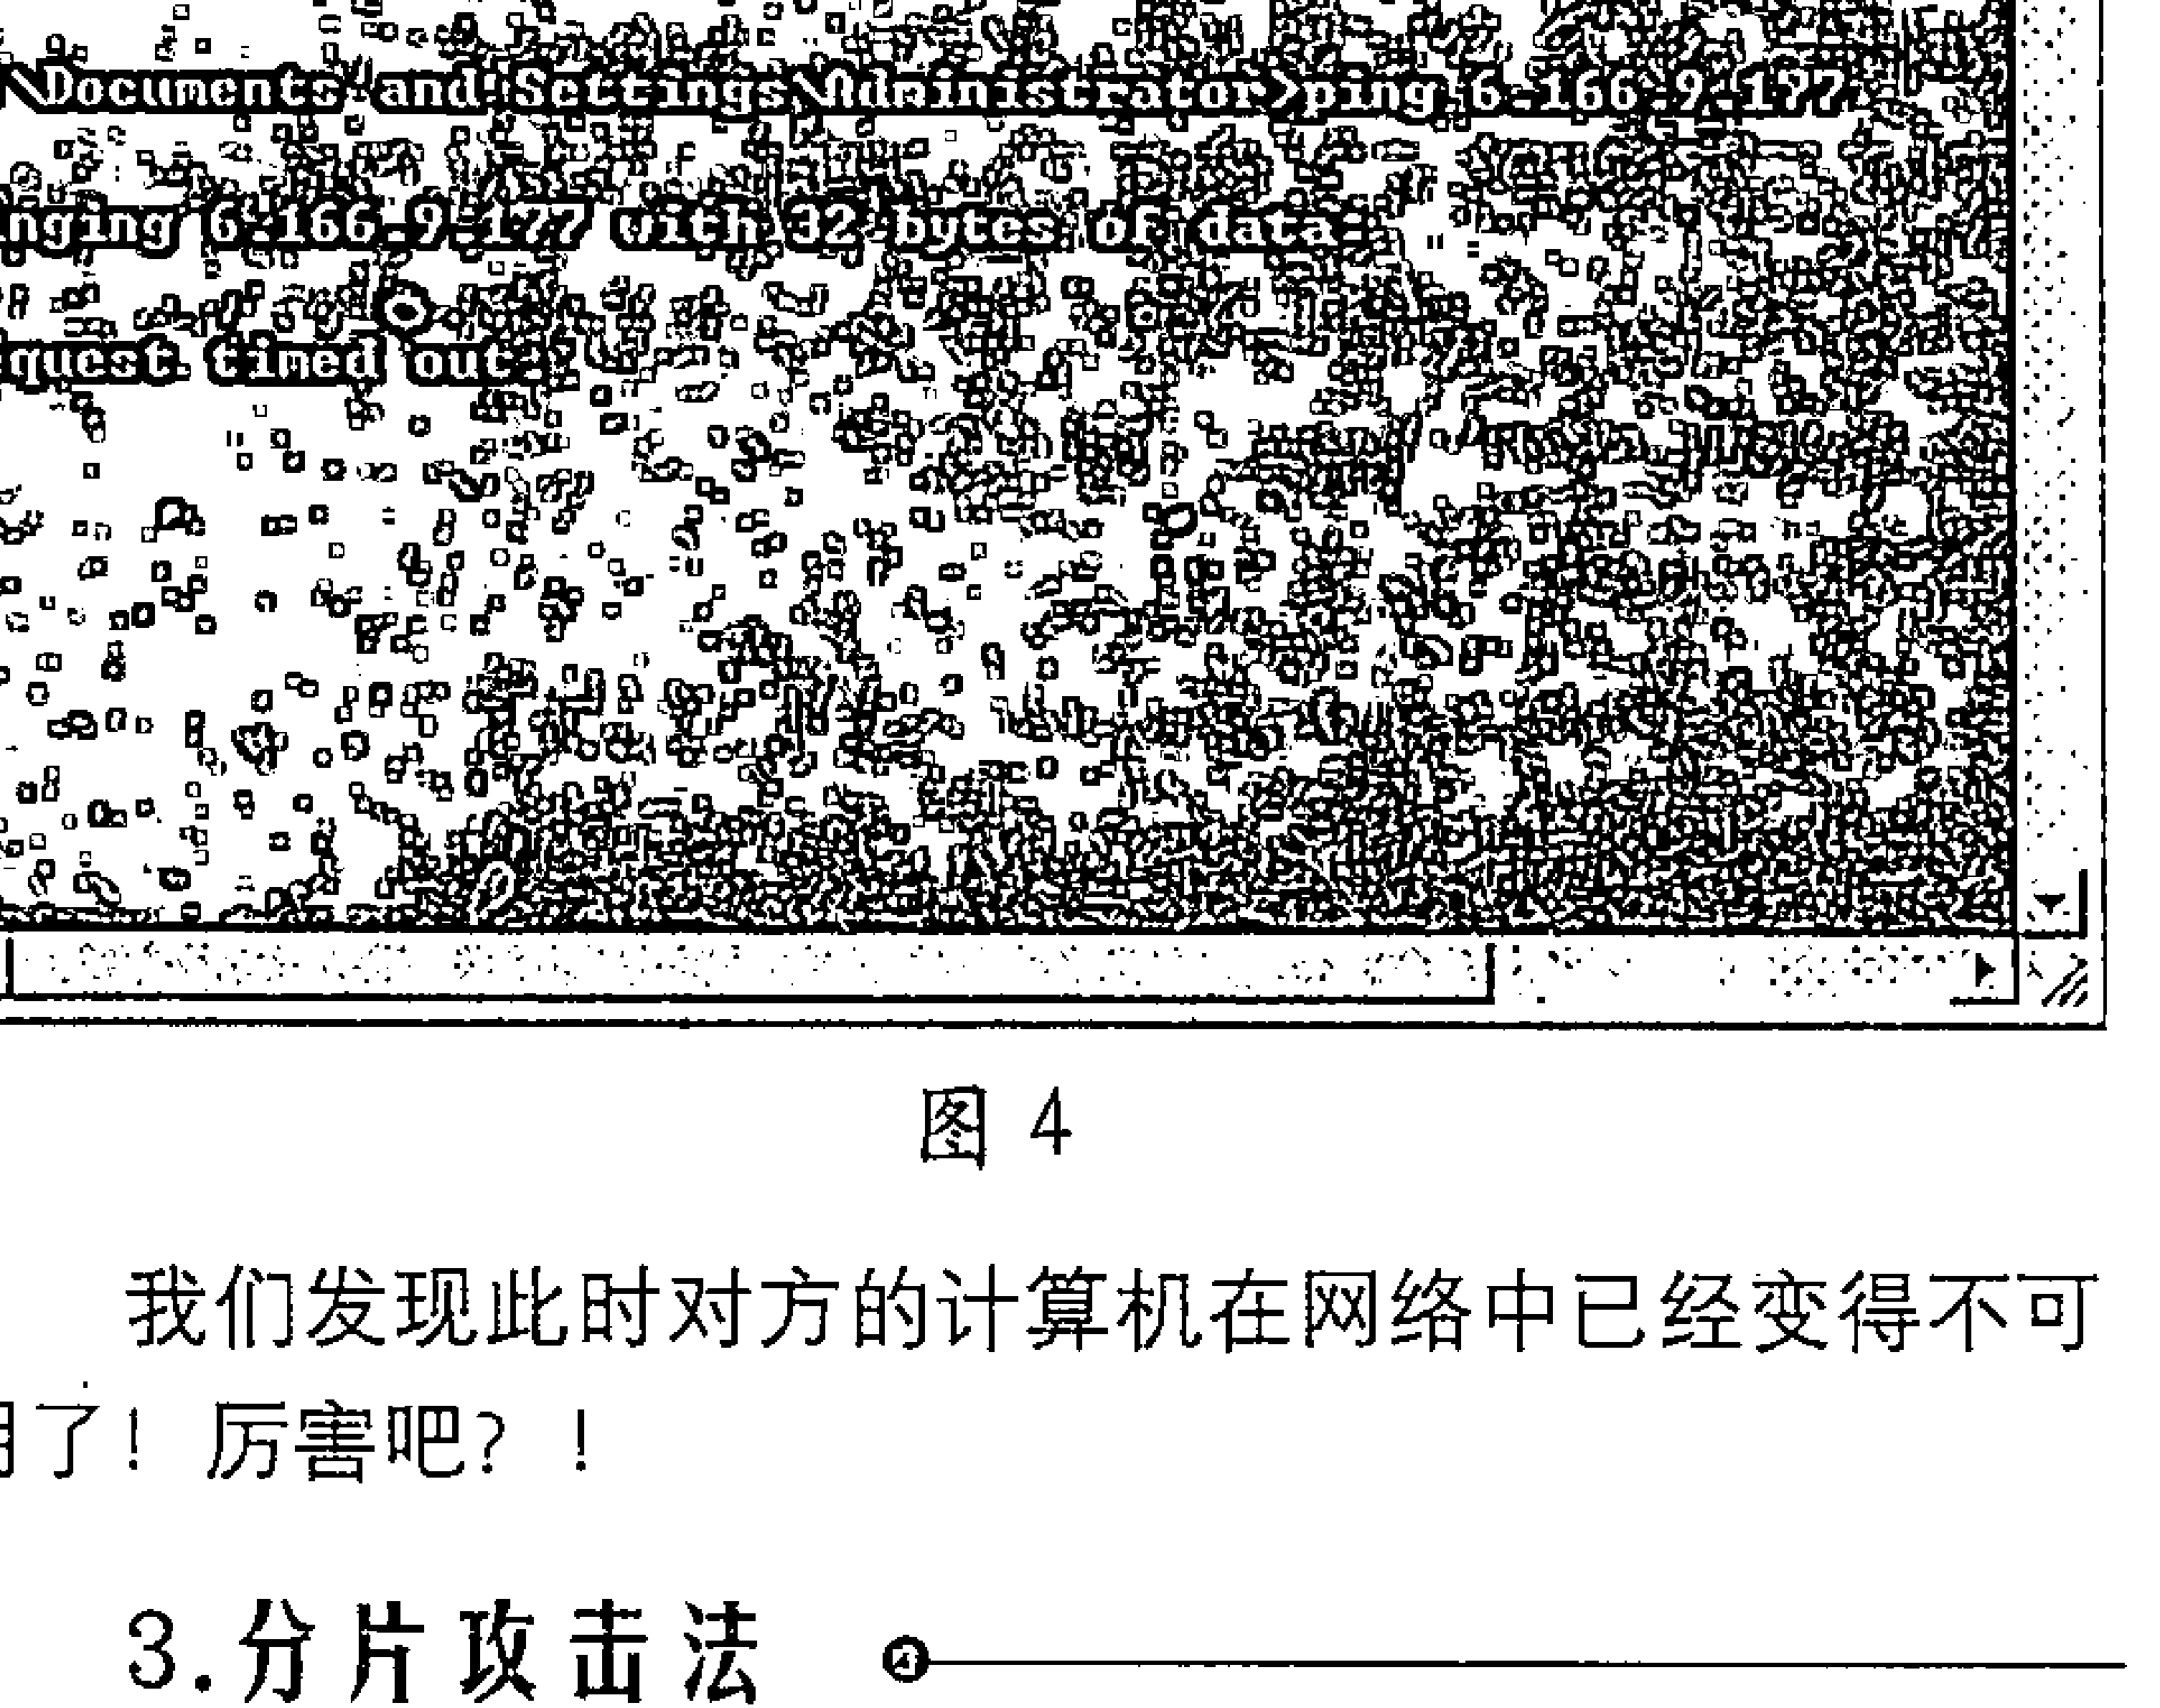 \Documents and Settings\Administrator>ping 6.166.9.177
nging 6.166.9.177 with 32 bytes of data:
quest timed out.
图 4
我们发现此时对方的计算机在网络中已经变得不可
用了! 厉害吧? !
3.分片攻击法